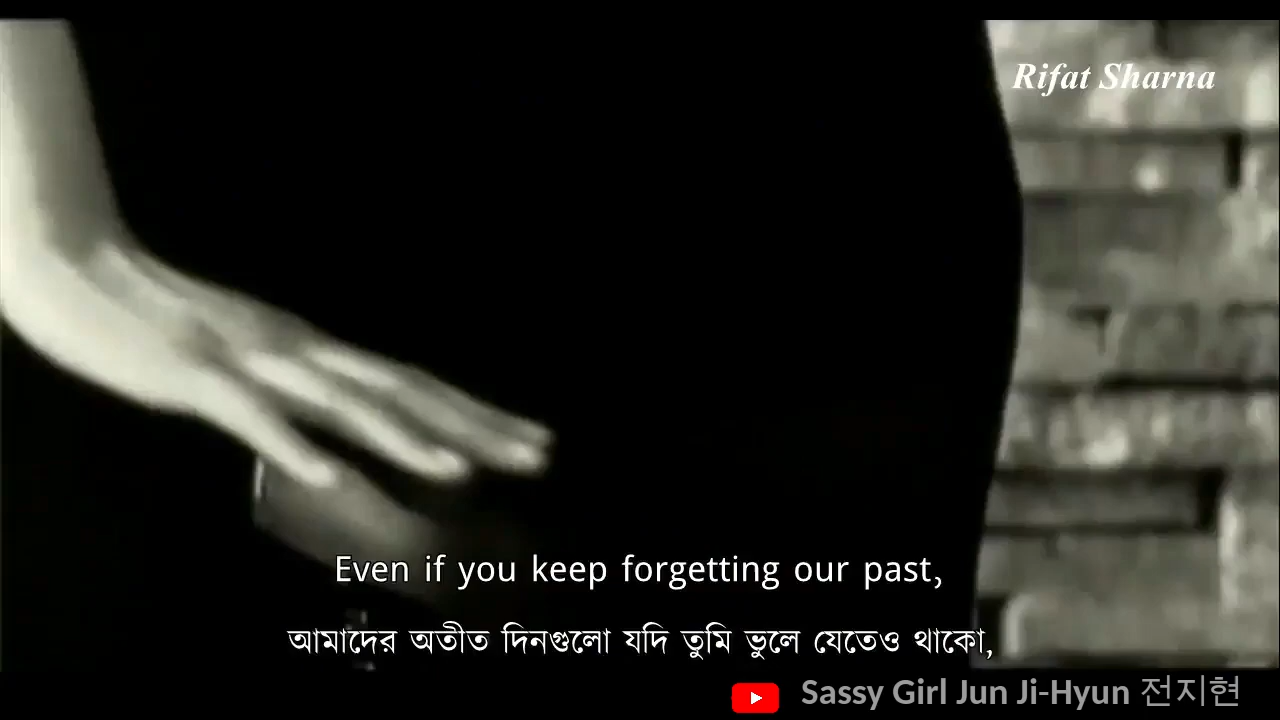 Rifat Sharna
Even if you keep forgetting our past,
আমাদের অতীত দিনগুলো যদি তুমি ভুলে যেতেও থাকো,
Sassy Girl Jun Ji-Hyun 전지현